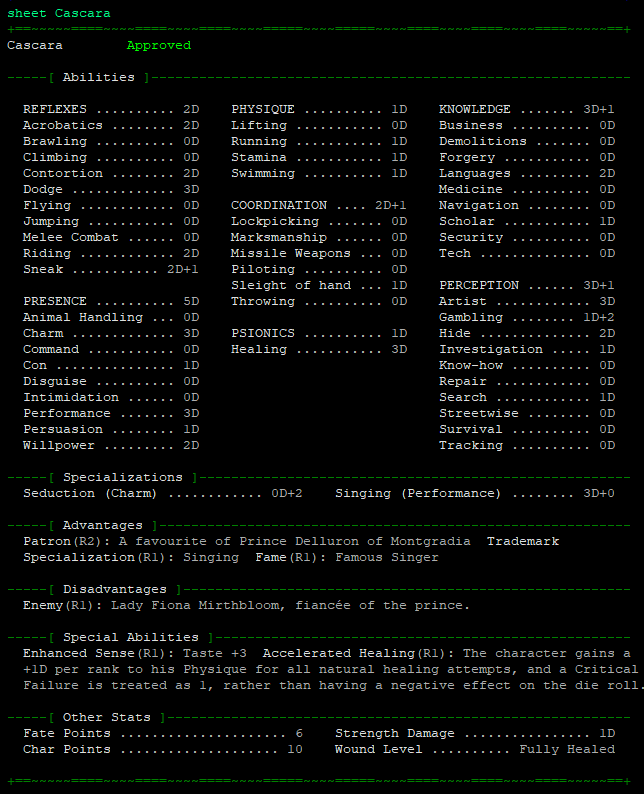 sheet Cascara
+==~~~~~====~~~~====~~~~====~~~~====~~~~====~~~~====~~~~====~~~~====~~~~~==+
Cascara Approved
-----[ Abilities ]------------------------------------------------------------
REFLEXES .......... 2D PHYSIQUE .......... 1D KNOWLEDGE ....... 3D+1
Acrobatics ........ 2D Lifting ........... 0D Business .......... 0D
Brawling .......... 0D Running ........... 1D Demolitions ....... 0D
Climbing .......... 0D Stamina ........... 1D Forgery ........... 0D
Contortion ........ 2D Swimming .......... 1D Languages ......... 2D
Dodge ............. 3D Medicine .......... 0D
Flying ............ 0D COORDINATION .... 2D+1 Navigation ........ 0D
Jumping ........... 0D Lockpicking ....... 0D Scholar ........... 1D
Melee Combat ...... 0D Marksmanship ...... 0D Security .......... 0D
Riding ............ 2D Missile Weapons ... 0D Tech .............. 0D
Sneak ........... 2D+1 Piloting .......... 0D
Sleight of hand ... 1D PERCEPTION ...... 3D+1
PRESENCE .......... 5D Throwing .......... 0D Artist ............ 3D
Animal Handling ... 0D Gambling ........ 1D+2
Charm ............. 3D PSIONICS .......... 1D Hide .............. 2D
Command ........... 0D Healing ........... 3D Investigation ..... 1D
Con ............... 1D Know-how .......... 0D
Disguise .......... 0D Repair ............ 0D
Intimidation ...... 0D Search ............ 1D
Performance ....... 3D Streetwise ........ 0D
Persuasion ........ 1D Survival .......... 0D
Willpower ......... 2D Tracking .......... 0D
-----[ Specializations ]------------------------------------------------------
Seduction (Charm) ............ 0D+2 Singing (Performance) ........ 3D+0
-----[ Advantages ]-----------------------------------------------------------
Patron(R2): A favourite of Prince Delluron of Montgradia Trademark
Specialization(R1): Singing Fame(R1): Famous Singer
-----[ Disadvantages ]--------------------------------------------------------
Enemy(R1): Lady Fiona Mirthbloom, fiancée of the prince.
-----[ Special Abilities ]----------------------------------------------------
Enhanced Sense(R1): Taste +3 Accelerated Healing(R1): The character gains a
+1D per rank to his Physique for all natural healing attempts, and a Critical
Failure is treated as 1, rather than having a negative effect on the die roll.
-----[ Other Stats ]----------------------------------------------------------
Fate Points ..................... 6 Strength Damage ................ 1D
Char Points .................... 10 Wound Level .......... Fully Healed
+==~~~~~====~~~~====~~~~====~~~~====~~~~====~~~~====~~~~====~~~~====~~~~~==+